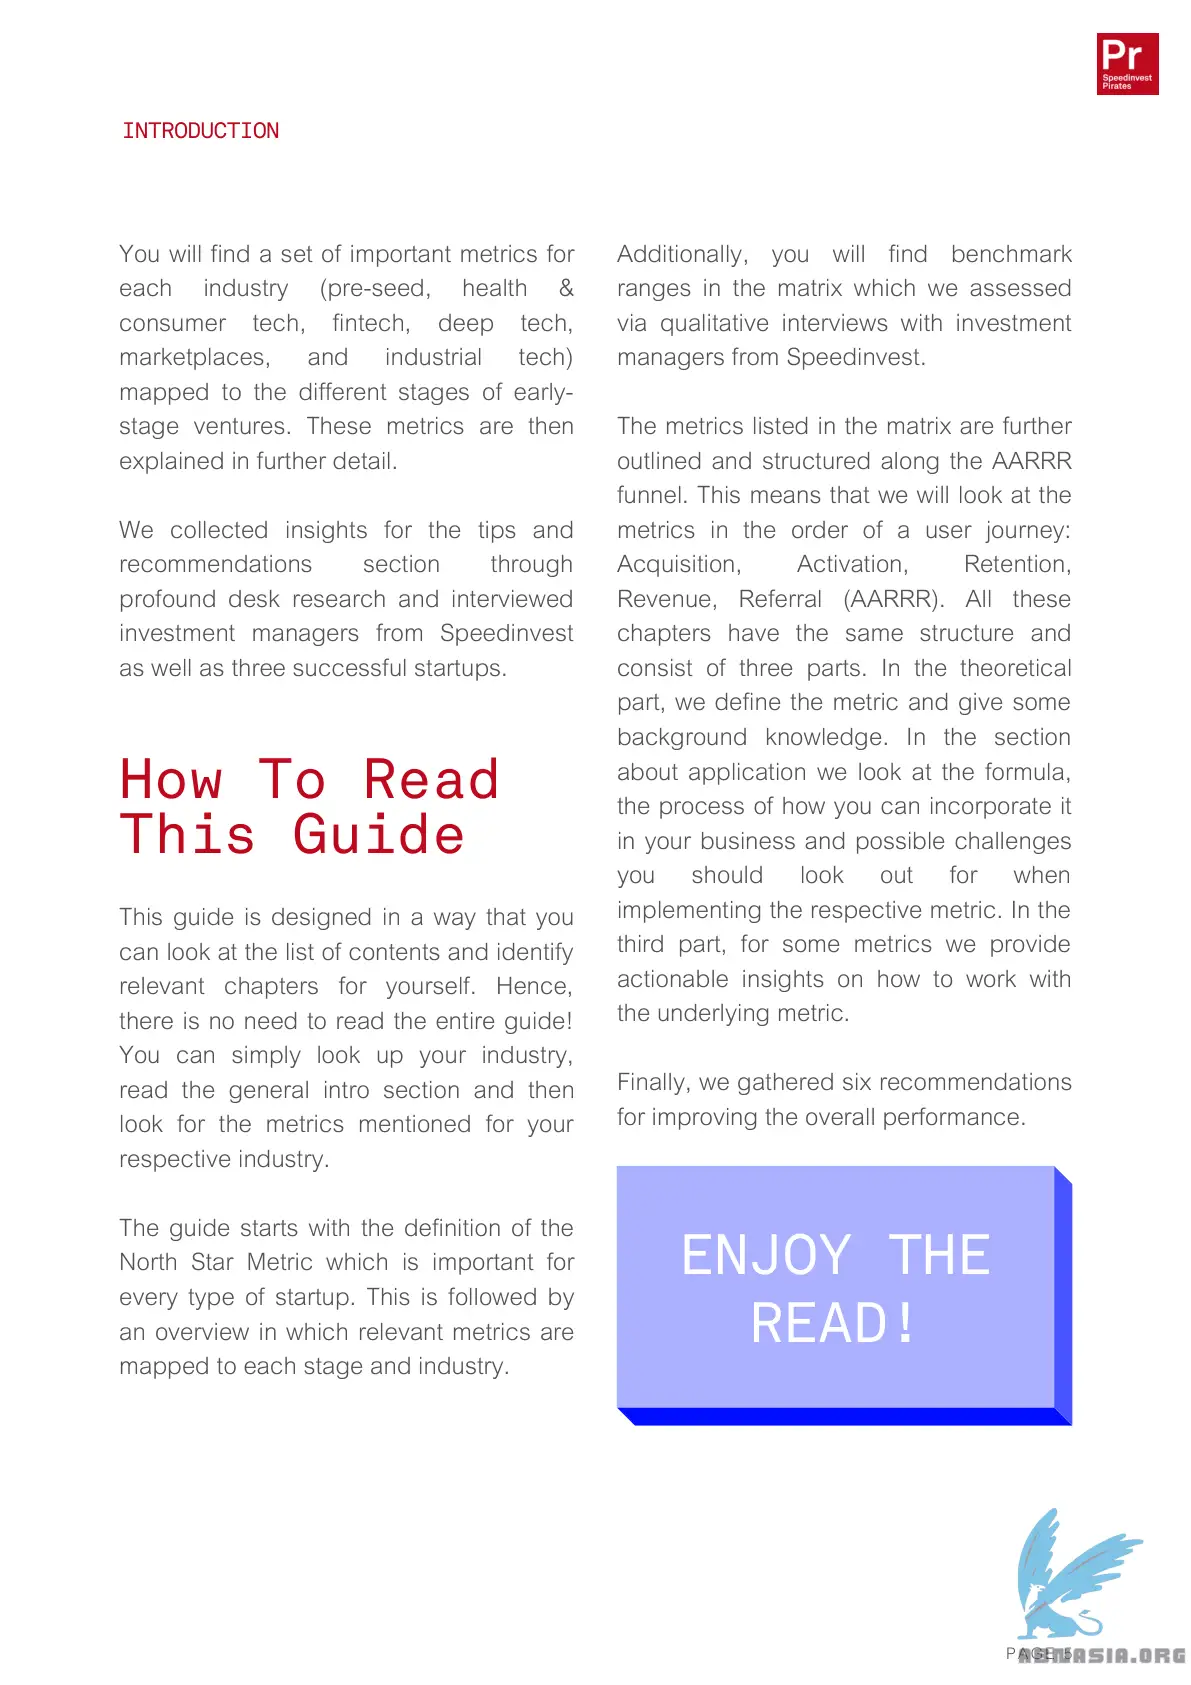 Pr
Speedinvest
Pirates
INTRODUCTION
You will find a set of important metrics for
each industry (pre-seed, health &
consumer tech, fintech, deep tech,
marketplaces, and industrial tech)
mapped to the different stages of early-
stage ventures. These metrics are then
explained in further detail.
We collected insights for the tips and
recommendations section through
profound desk research and interviewed
investment managers from Speedinvest
as well as three successful startups.
How To Read
This Guide
This guide is designed in a way that you
can look at the list of contents and identify
relevant chapters for yourself. Hence,
there is no need to read the entire guide!
You can simply look up your industry,
read the general intro section and then
look for the metrics mentioned for your
respective industry.
The guide starts with the definition of the
North Star Metric which is important for
every type of startup. This is followed by
an overview in which relevant metrics are
mapped to each stage and industry.
Additionally, you will find benchmark
ranges in the matrix which we assessed
via qualitative interviews with investment
managers from Speedinvest.
The metrics listed in the matrix are further
outlined and structured along the AARRR
funnel. This means that we will look at the
metrics in the order of a user journey:
Acquisition, Activation, Retention,
Revenue, Referral (AARRR). All these
chapters have the same structure and
consist of three parts. In the theoretical
part, we define the metric and give some
background knowledge. In the section
about application we look at the formula,
the process of how you can incorporate it
in your business and possible challenges
you should look out for when
implementing the respective metric. In the
third part, for some metrics we provide
actionable insights on how to work with
the underlying metric.
Finally, we gathered six recommendations
for improving the overall performance.
ENJOY THE
READ!
PAGE 5
AUNASIA.ORG